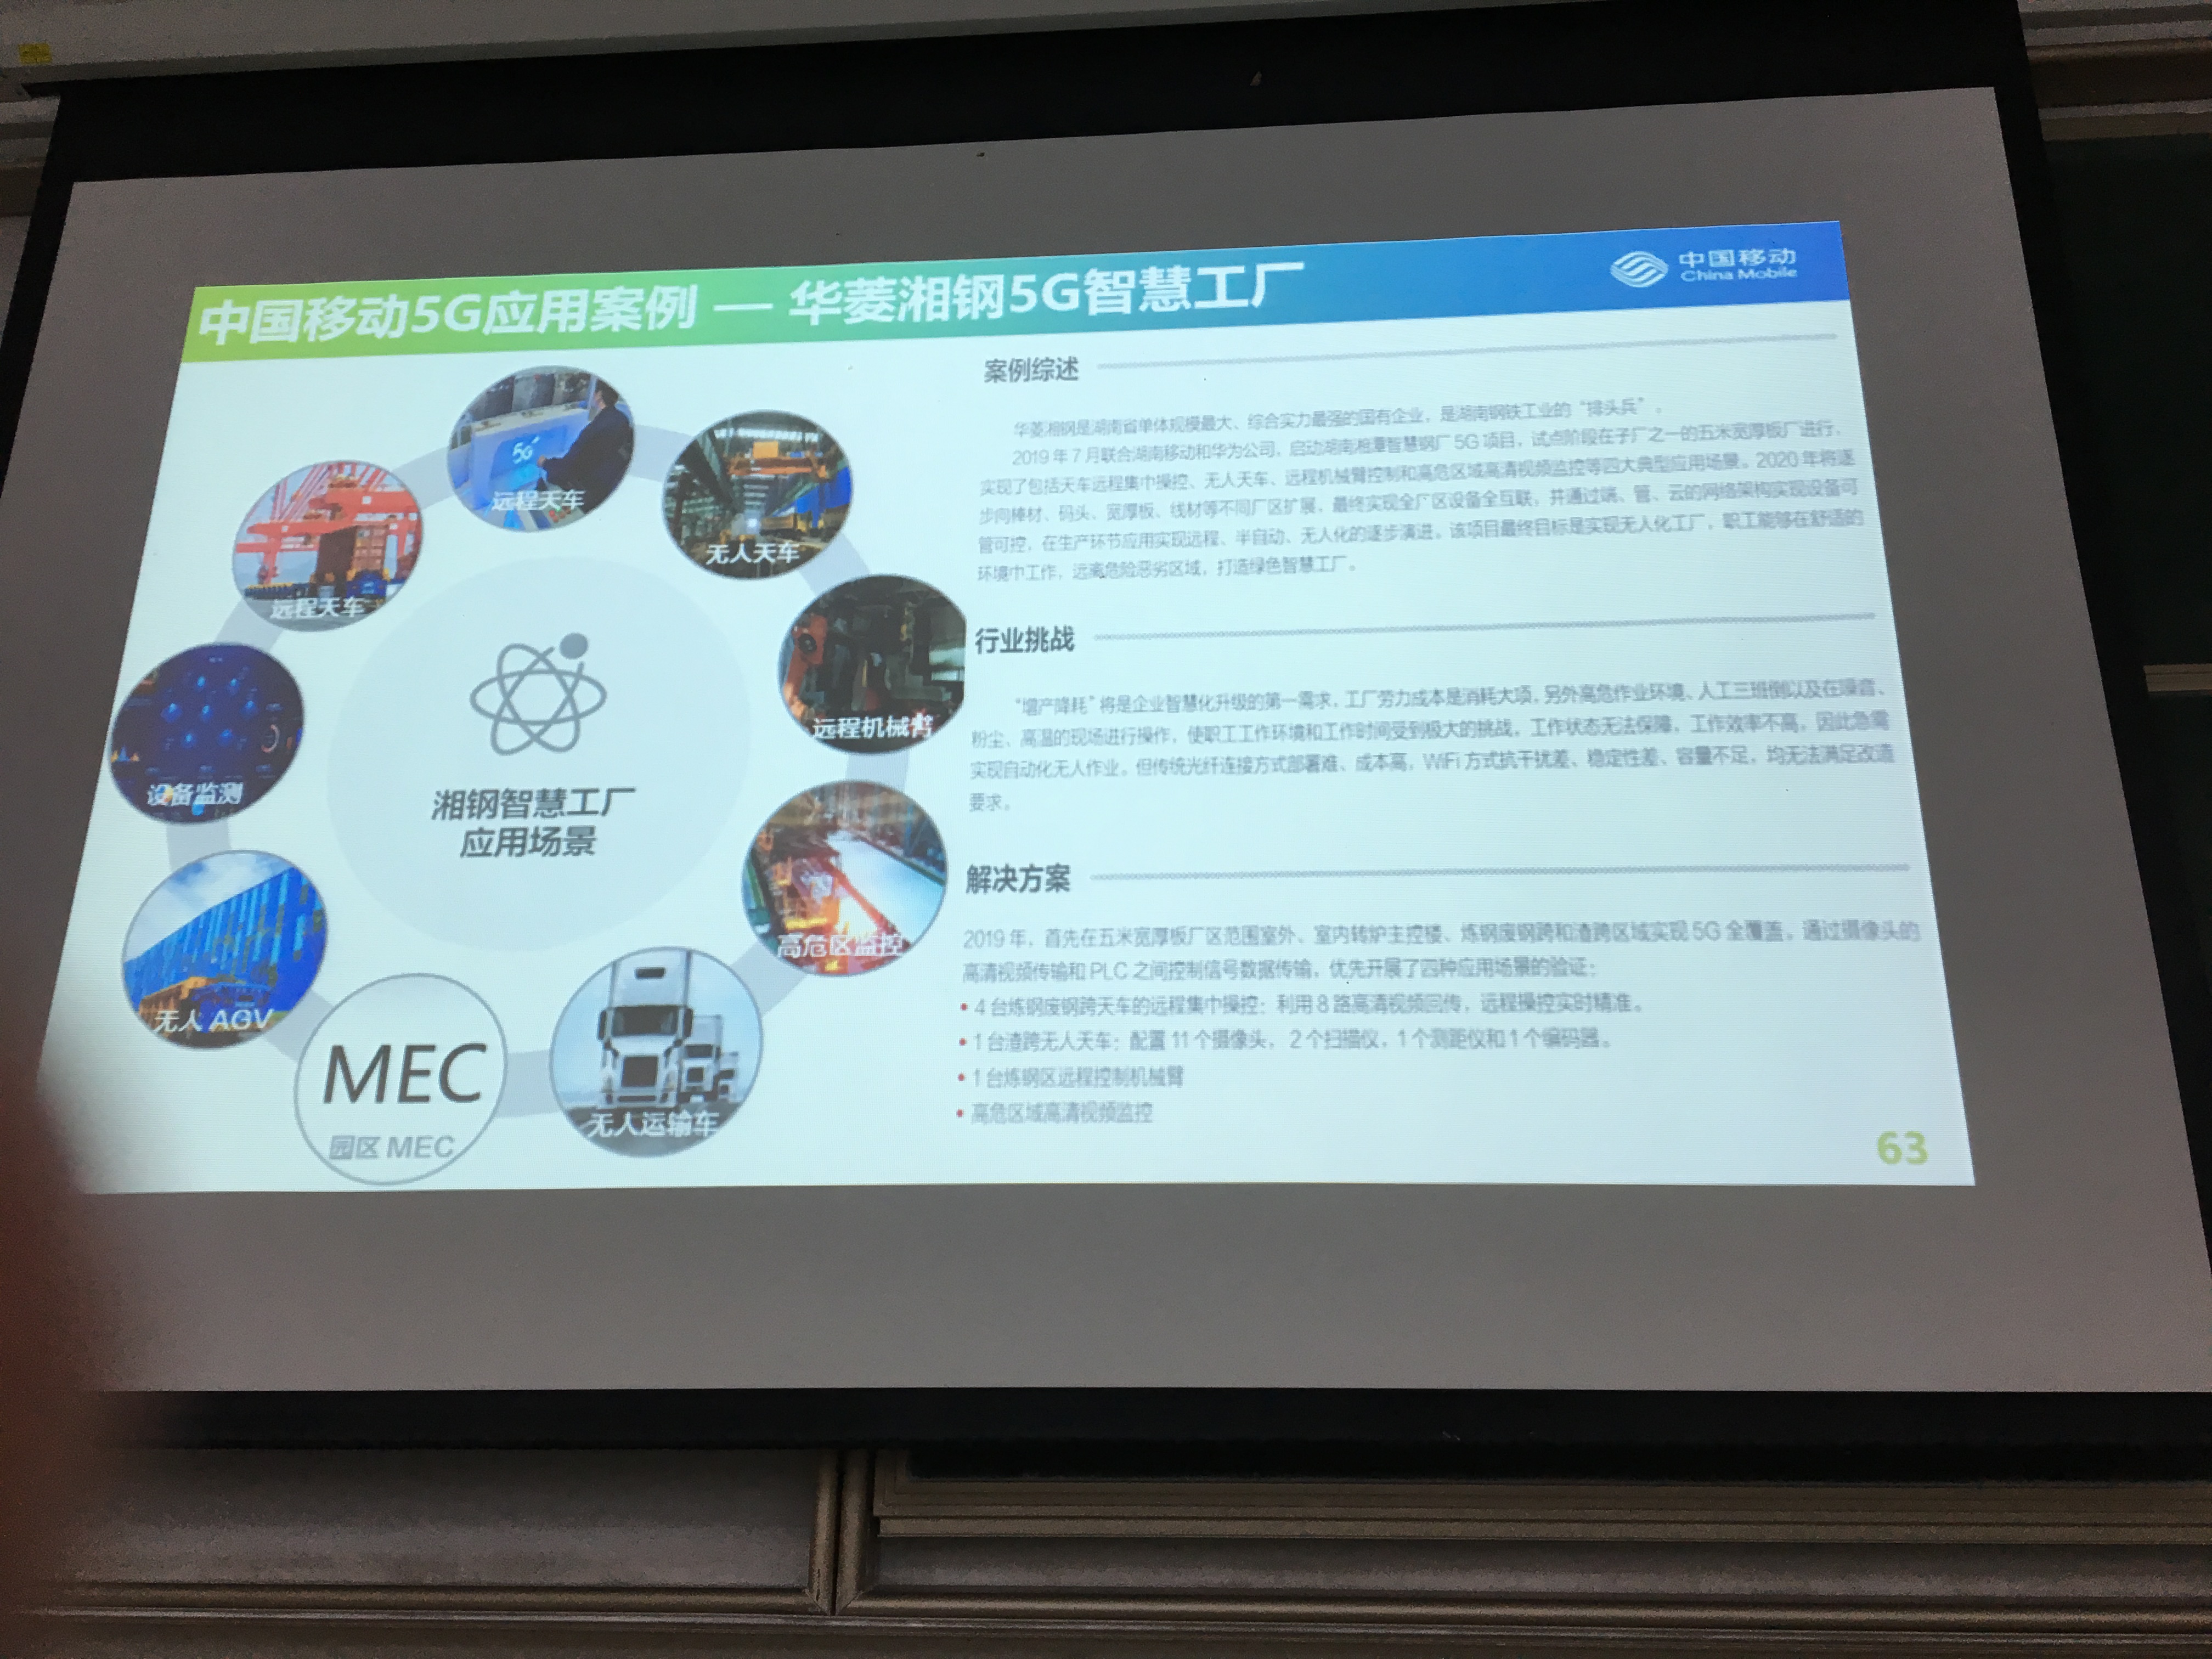 中国移动5G应用案例 — 华菱湘钢5G智慧工厂
中国移动
China Mobile
远程天车
无人天车
远程天车
远程机械臂
设备监测
湘钢智慧工厂
应用场景
高危区监控
无人 AGV
MEC
园区 MEC
无人运输车
5G
案例综述
华菱湘钢是湖南省单体规模最大、综合实力最强的国有企业，是湖南钢铁工业的“排头兵”。
2019 年 7 月联合湖南移动和华为公司，启动湖南湘潭智慧钢厂 5G 项目，试点阶段在子厂之一的五米宽厚板厂进行，
实现了包括天车远程集中操控、无人天车、远程机械臂控制和高危区域高清视频监控等四大典型应用场景。2020 年将逐
步向棒材、码头、宽厚板、线材等不同厂区扩展，最终实现全厂区设备全互联，并通过端、管、云的网络架构实现设备可
管可控，在生产环节应用实现远程、半自动、无人化的逐步演进。该项目最终目标是实现无人化工厂，职工能够在舒适的
环境中工作，远离危险恶劣区域，打造绿色智慧工厂。
行业挑战
“增产降耗”将是企业智慧化升级的第一需求，工厂劳力成本是消耗大项，另外高危作业环境、人工三班倒以及在噪音、
粉尘、高温的现场进行操作，使职工工作环境和工作时间受到极大的挑战，工作状态无法保障，工作效率不高，因此急需
实现自动化无人作业。但传统光纤连接方式部署难、成本高，WiFi 方式抗干扰差、稳定性差、容量不足，均无法满足改造
要求。
解决方案
2019 年，首先在五米宽厚板厂区范围室外、室内转炉主控楼、炼钢废钢跨和渣跨区域实现 5G 全覆盖，通过摄像头的
高清视频传输和 PLC 之间控制信号数据传输，优先开展了四种应用场景的验证：
• 4 台炼钢废钢跨天车的远程集中操控：利用 8 路高清视频回传，远程操控实时精准。
• 1 台渣跨无人天车：配置 11 个摄像头， 2 个扫描仪，1 个测距仪和 1 个编码器。
• 1 台炼钢区远程控制机械臂
• 高危区域高清视频监控
63